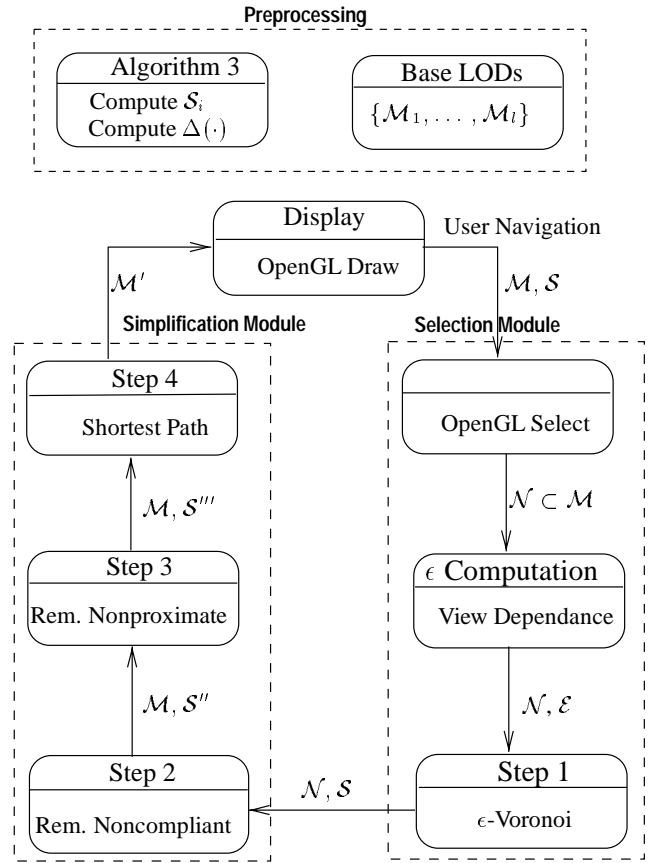 Preprocessing
Algorithm 3
Compute 𝒮ᵢ
Compute Δ(·)
Base LODs
{ℳ₁, . . . , ℳₗ}
Display
OpenGL Draw
User Navigation
ℳ′
ℳ, 𝒮
Simplification Module
Selection Module
Step 4
Shortest Path
OpenGL Select
ℳ, 𝒮‴
𝒩 ⊂ ℳ
Step 3
Rem. Nonproximate
ϵ Computation
View Dependance
ℳ, 𝒮″
𝒩, ℰ
Step 2
Rem. Noncompliant
𝒩, 𝒮
Step 1
ϵ-Voronoi